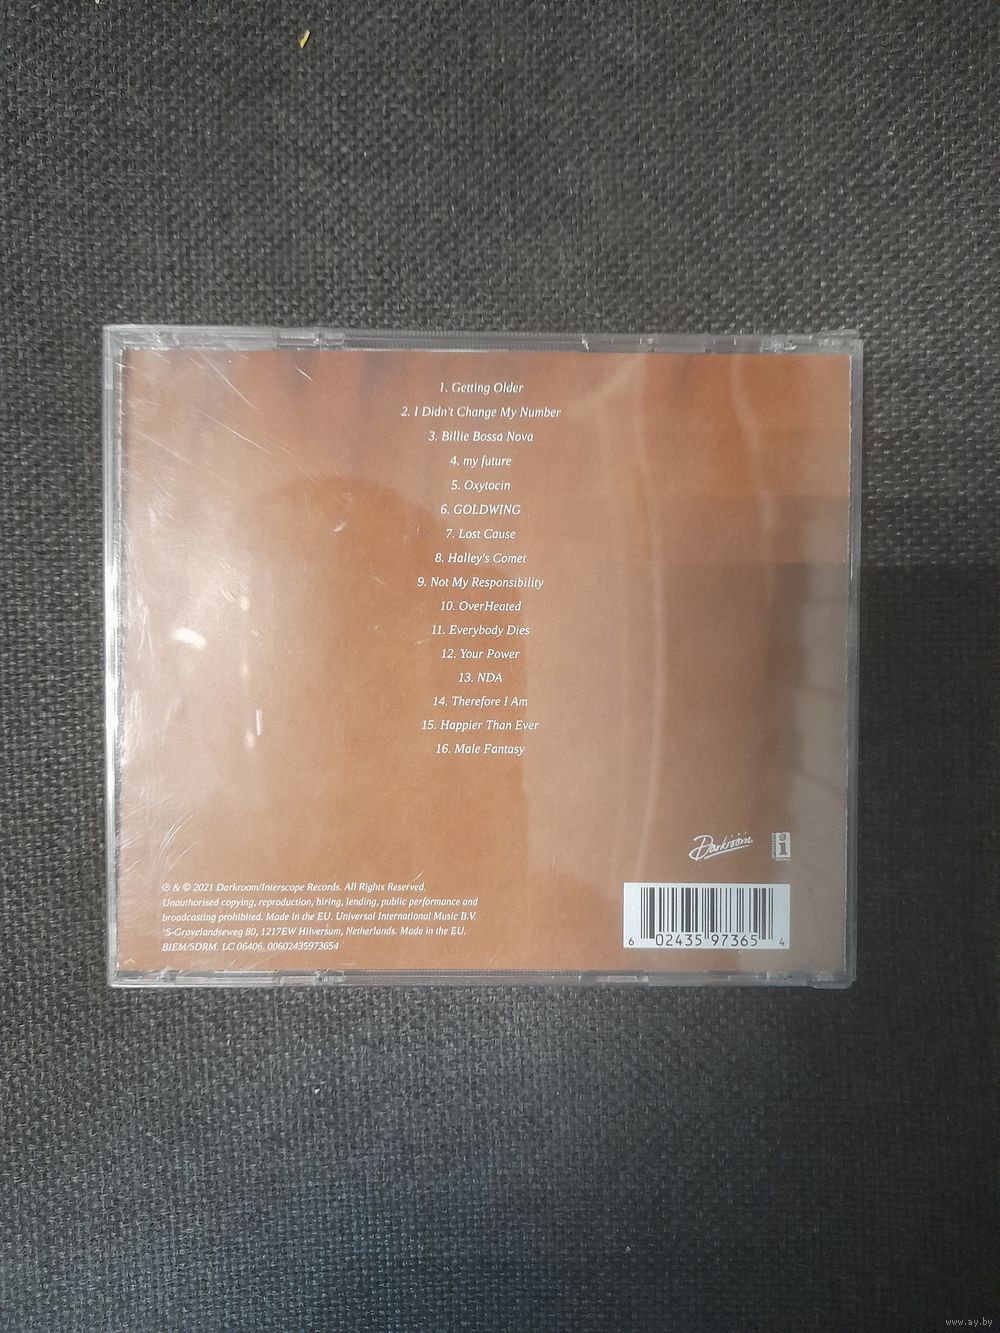 1. Getting Older
2. I Didn't Change My Number
3. Billie Bossa Nova
4. my future
5. Oxytocin
6. GOLDWING
7. Lost Cause
8. Halley's Comet
9. Not My Responsibility
10. OverHeated
11. Everybody Dies
12. Your Power
13. NDA
14. Therefore I Am
15. Happier Than Ever
16. Male Fantasy
Darkroom
i
℗ & © 2021 Darkroom/Interscope Records. All Rights Reserved.
Unauthorised copying, reproduction, hiring, lending, public performance and
broadcasting prohibited. Made in the EU. Universal International Music B.V.
'S-Gravelandseweg 80, 1217EW Hilversum, Netherlands. Made in the EU.
BIEM/SDRM. LC 06406. 00602435973654
6 02435 97365 4
www.ay.by